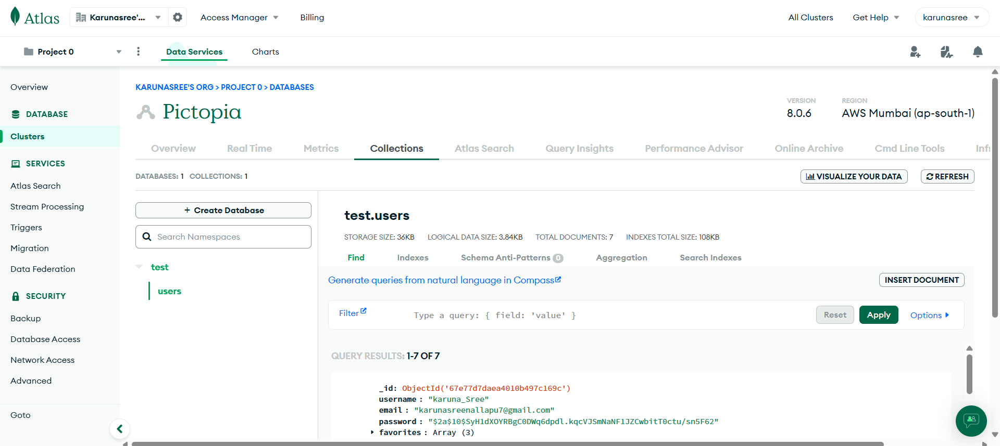 Atlas
Karunasree'...
Access Manager
Billing
All Clusters
Get Help
karunasree
Project 0
Data Services
Charts
Overview
DATABASE
Clusters
SERVICES
Atlas Search
Stream Processing
Triggers
Migration
Data Federation
SECURITY
Backup
Database Access
Network Access
Advanced
Goto
KARUNASREE'S ORG > PROJECT 0 > DATABASES
Pictopia
VERSION
8.0.6
REGION
AWS Mumbai (ap-south-1)
Overview
Real Time
Metrics
Collections
Atlas Search
Query Insights
Performance Advisor
Online Archive
Cmd Line Tools
DATABASES: 1 COLLECTIONS: 1
VISUALIZE YOUR DATA
REFRESH
+ Create Database
Search Namespaces
test
users
test.users
STORAGE SIZE: 36KB LOGICAL DATA SIZE: 3.84KB TOTAL DOCUMENTS: 7 INDEXES TOTAL SIZE: 108KB
Find
Indexes
Schema Anti-Patterns 0
Aggregation
Search Indexes
Generate queries from natural language in Compass
INSERT DOCUMENT
Filter
Type a query: { field: 'value' }
Reset
Apply
Options
QUERY RESULTS: 1-7 OF 7
_id: ObjectId('67e77d7daea4010b497c169c')
username : "karuna_Sree"
email : "karunasreenallapu7@gmail.com"
password : "$2a$10$SyH1dXOYRBgC0DWq6dpdl.kqcVJSmNaNF1JZCwbitT0ctu/sn5F62"
favorites : Array (3)